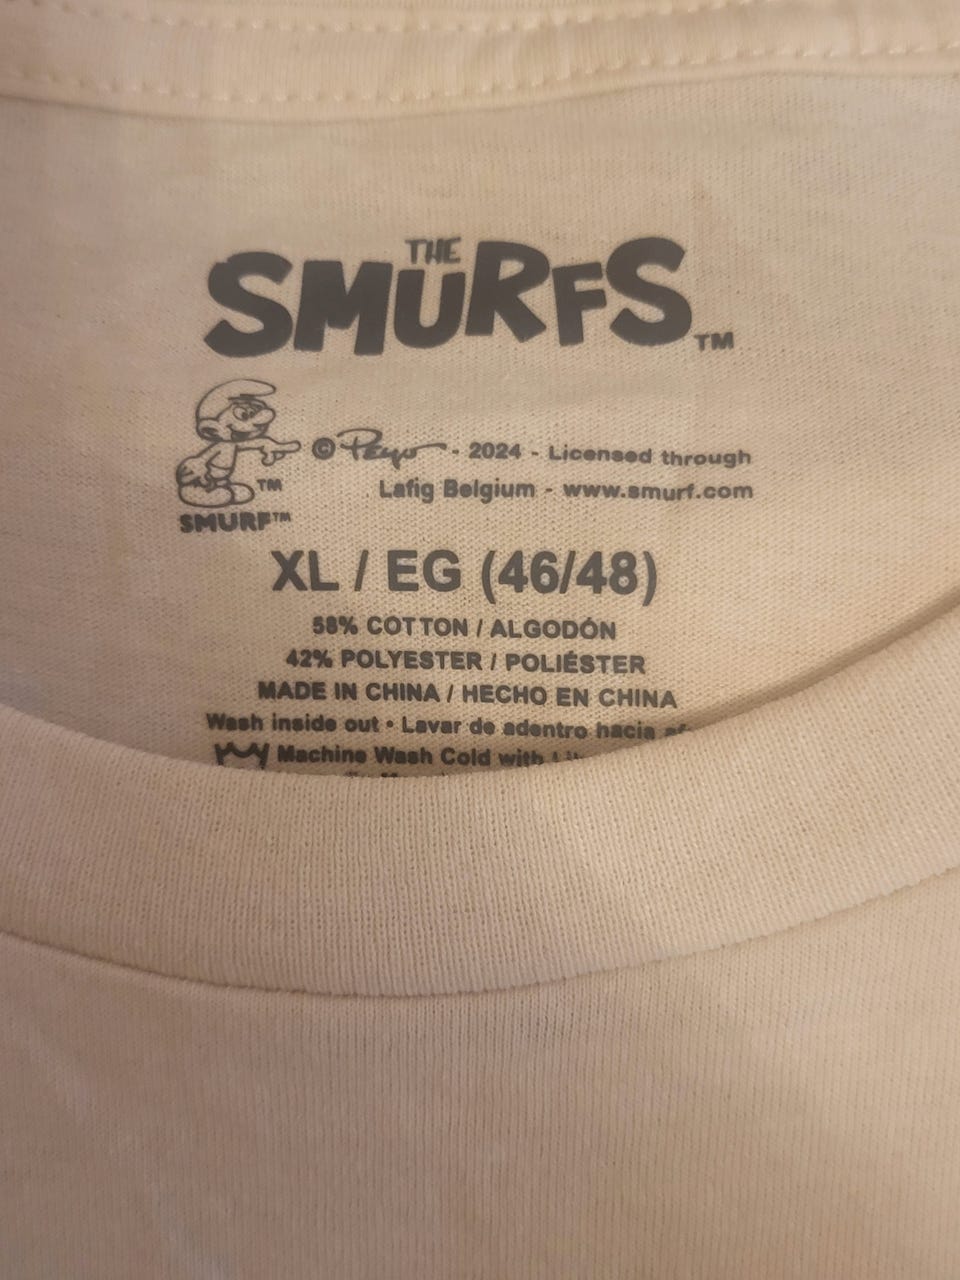 THE
SMURFS™
© Peyo - 2024 - Licensed through
Lafig Belgium - www.smurf.com
™
SMURF™
XL / EG (46/48)
58% COTTON / ALGODÓN
42% POLYESTER / POLIÉSTER
MADE IN CHINA / HECHO EN CHINA
Wash inside out • Lavar de adentro hacia
Machine Wash Cold with